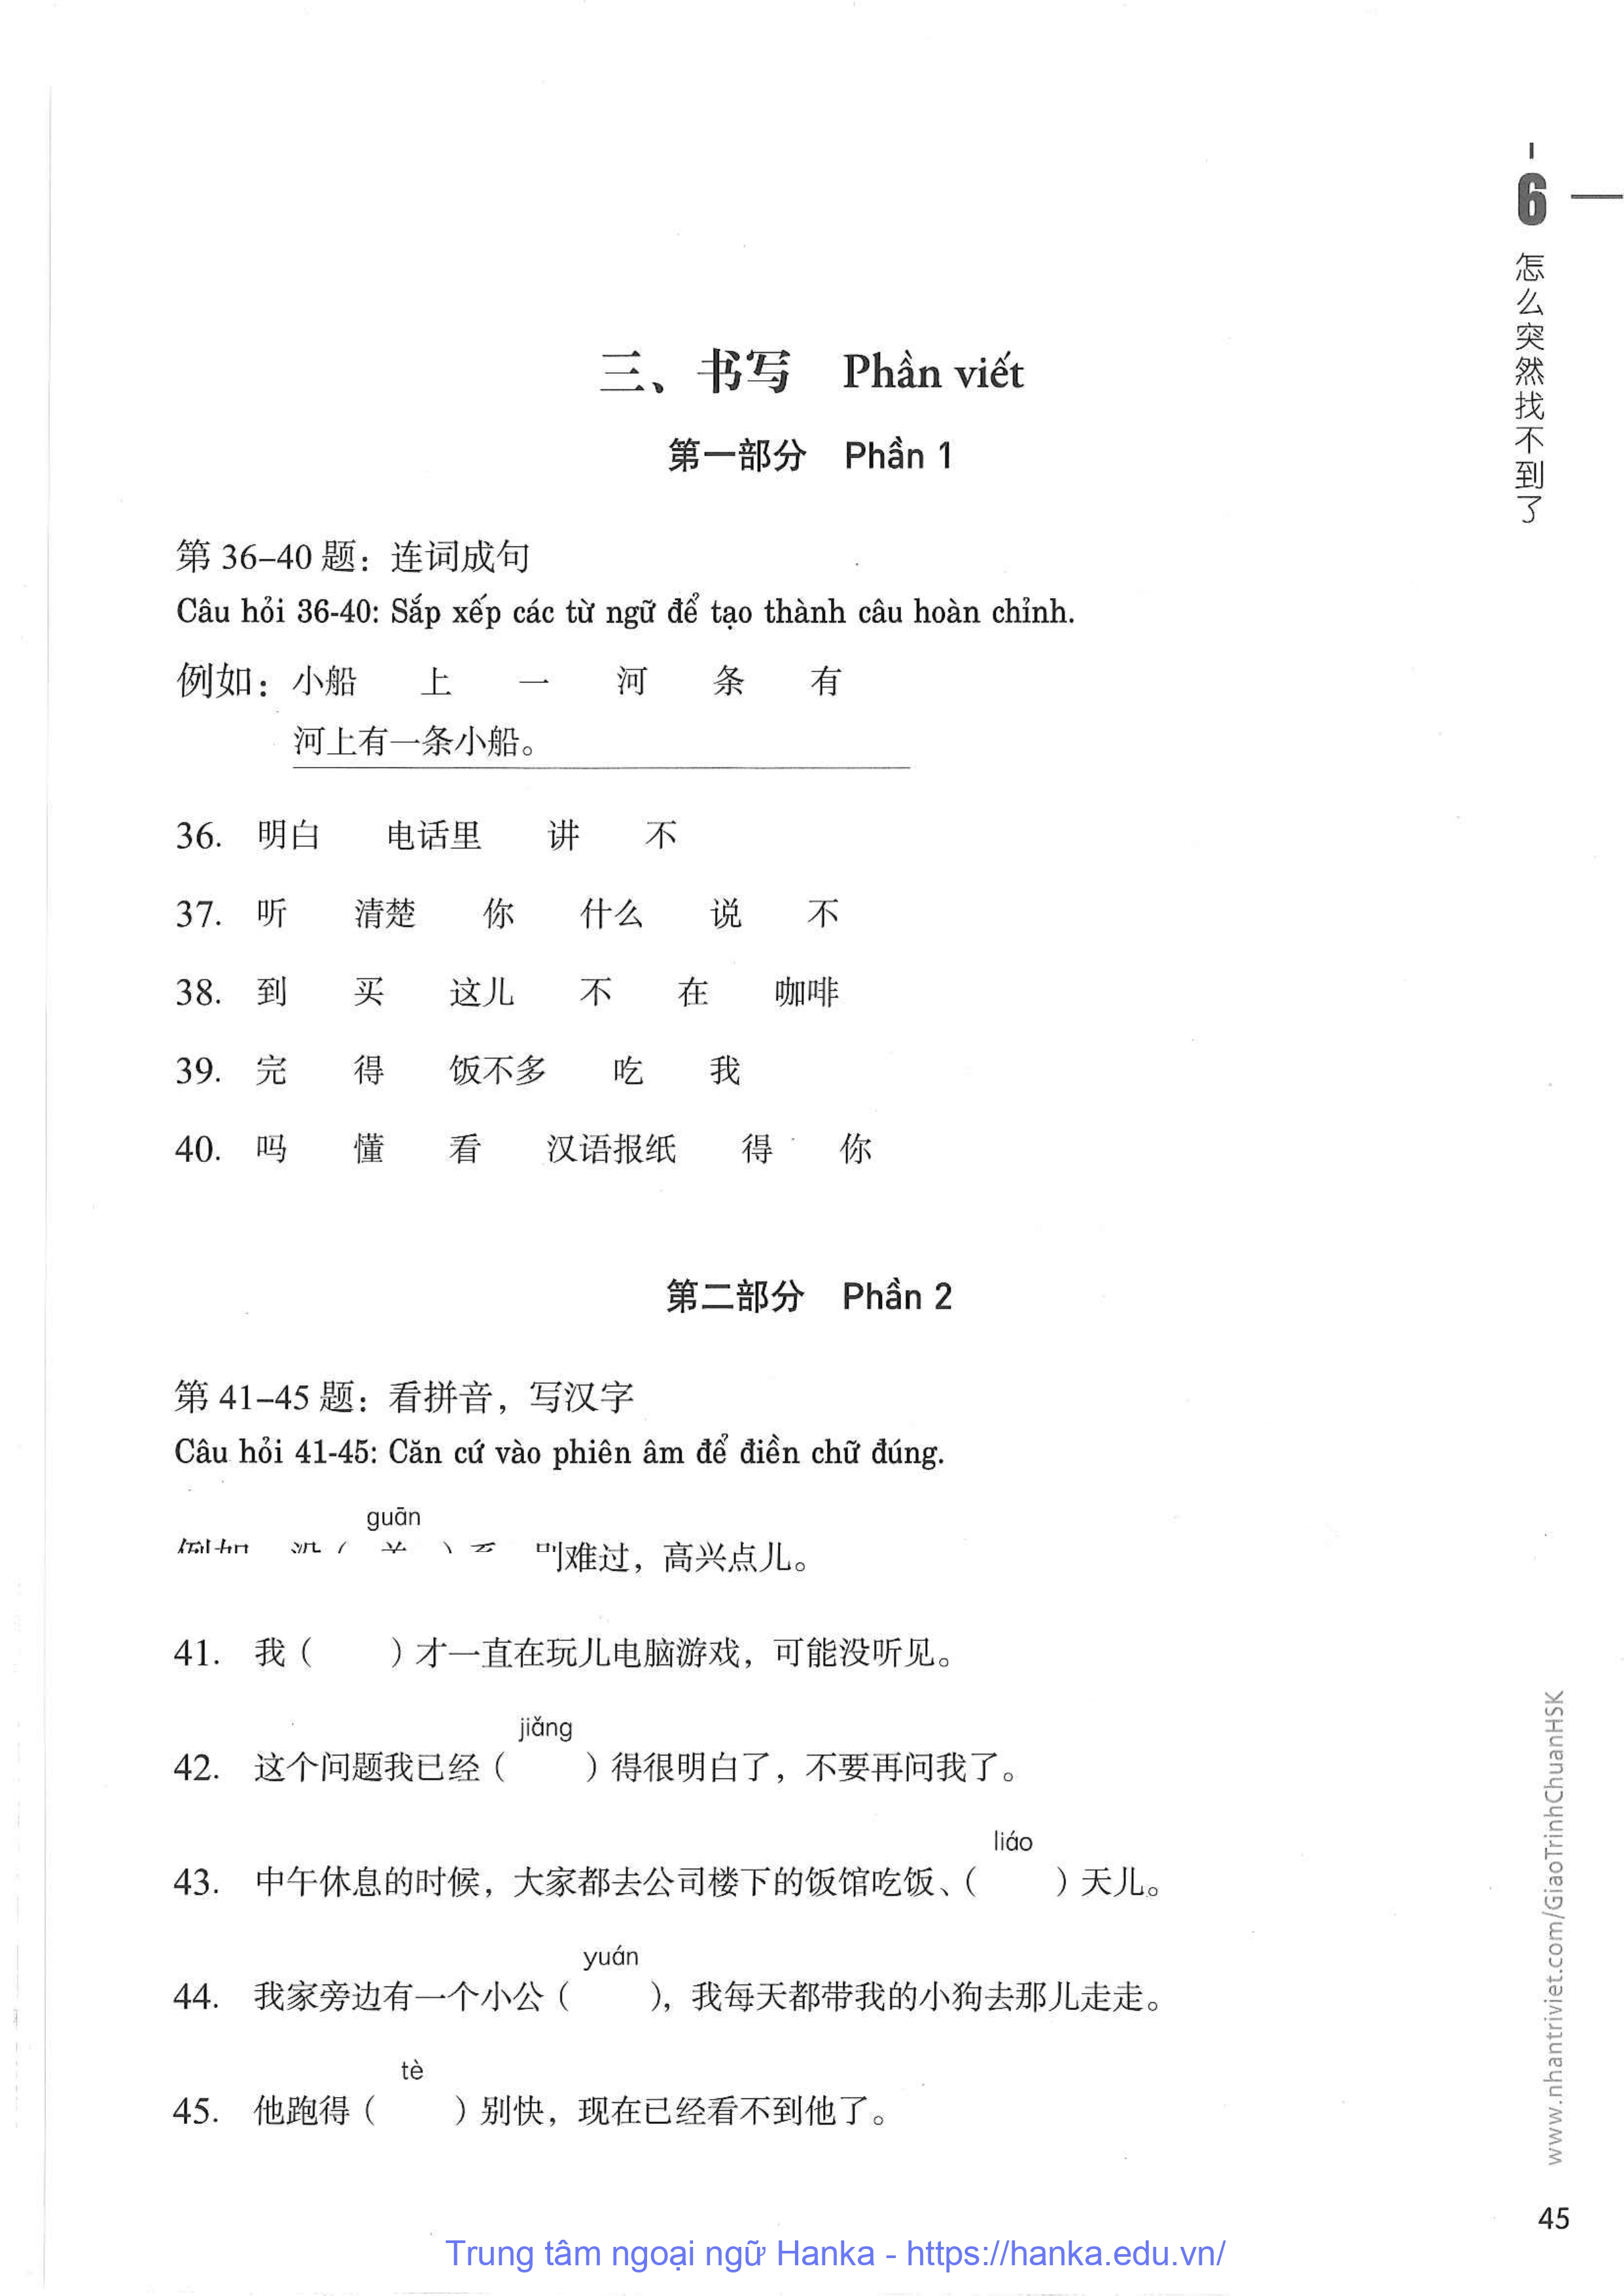 6
怎么突然找不到了
三、书写 Phần viết
第一部分 Phần 1
第 36–40 题：连词成句
Câu hỏi 36-40: Sắp xếp các từ ngữ để tạo thành câu hoàn chỉnh.
例如：小船 上 一 河 条 有
河上有一条小船。
36. 明白 电话里 讲 不
37. 听 清楚 你 什么 说 不
38. 到 买 这儿 不 在 咖啡
39. 完 得 饭不多 吃 我
40. 吗 懂 看 汉语报纸 得 你
第二部分 Phần 2
第 41–45 题：看拼音，写汉字
Câu hỏi 41-45: Căn cứ vào phiên âm để điền chữ đúng.
guān
难过，高兴点儿。
41. 我（ ）才一直在玩儿电脑游戏，可能没听见。
jiǎng
42. 这个问题我已经（ ）得很明白了，不要再问我了。
liáo
43. 中午休息的时候，大家都去公司楼下的饭馆吃饭、（ ）天儿。
yuán
44. 我家旁边有一个小公（ ），我每天都带我的小狗去那儿走走。
tè
45. 他跑得（ ）别快，现在已经看不到他了。
www.nhantriviet.com/GiaoTrinhChuanHSK
45
Trung tâm ngoại ngữ Hanka - https://hanka.edu.vn/